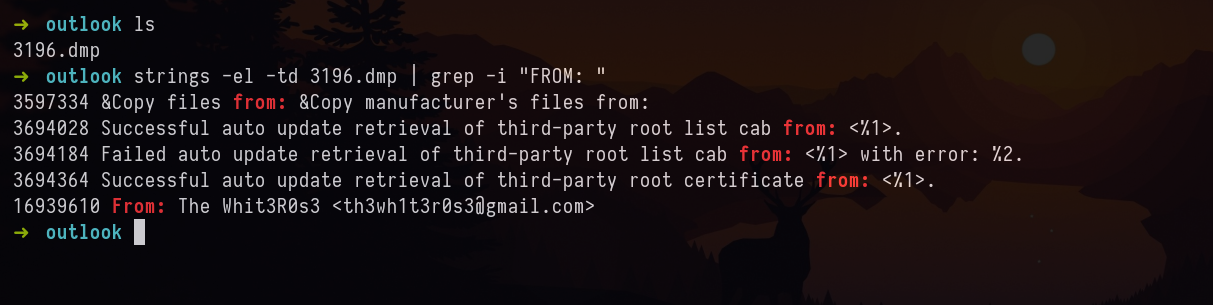 ➜ outlook ls
3196.dmp
➜ outlook strings -el -td 3196.dmp | grep -i "FROM: "
3597334 &Copy files from: &Copy manufacturer's files from:
3694028 Successful auto update retrieval of third-party root list cab from: <%1>.
3694184 Failed auto update retrieval of third-party root list cab from: <%1> with error: %2.
3694364 Successful auto update retrieval of third-party root certificate from: <%1>.
16939610 From: The Whit3R0s3 <th3wh1t3r0s3@gmail.com>
➜ outlook